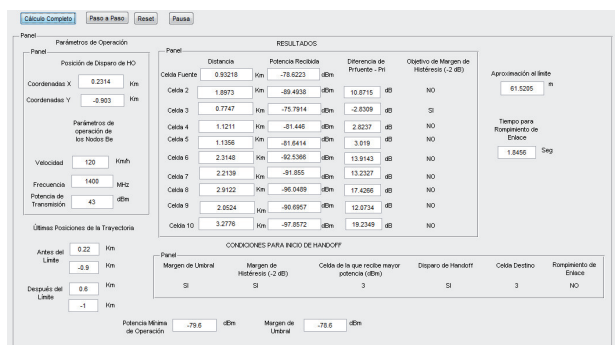 Cálculo Completo Paso a Paso Reset Pausa
Panel
Parámetros de Operación
RESULTADOS
Panel
Posición de Disparo de HO
Coordenadas X 0.2314 Km
Coordenadas Y -0.903 Km
Parámetros de
operación de
los Nodos Be
Velocidad 120 Km/h
Frecuencia 1400 MHz
Potencia de
Transmisión 43 dBm
Últimas Posiciones de la Trayectoria
Antes del
Límite
0.22 Km
-0.9 Km
Después del
Límite
0.6 Km
-1 Km
Panel
Distancia Potencia Recibida Diferencia de
Prfuente - Pri Objetivo de Margen de
Histéresis (-2 dB)
Celda Fuente 0.93218 Km -78.6223 dBm
Celda 2 1.8973 Km -89.4938 dBm 10.8715 dB NO
Celda 3 0.7747 Km -75.7914 dBm -2.8309 dB SI
Celda 4 1.1211 Km -81.446 dBm 2.8237 dB NO
Celda 5 1.1356 Km -81.6414 dBm 3.019 dB NO
Celda 6 2.3148 Km -92.5366 dBm 13.9143 dB NO
Celda 7 2.2139 Km -91.855 dBm 13.2327 dB NO
Celda 8 2.9122 Km -96.0489 dBm 17.4266 dB NO
Celda 9 2.0524 Km -90.6957 dBm 12.0734 dB NO
Celda 10 3.2776 Km -97.8572 dBm 19.2349 dB NO
Aproximación al límite
61.5205 m
Tiempo para
Rompimiento de
Enlace
1.8456 Seg
CONDICIONES PARA INICIO DE HANDOFF
Panel
Margen de Umbral Margen de
Histéresis (-2 dB) Celda de la que recibe mayor
potencia (dBm) Disparo de Handoff Celda Destino Rompimiento de
Enlace
SI SI 3 SI 3 NO
Potencia Mínima
de Operación -79.6 dBm Margen de
Umbral -78.6 dBm